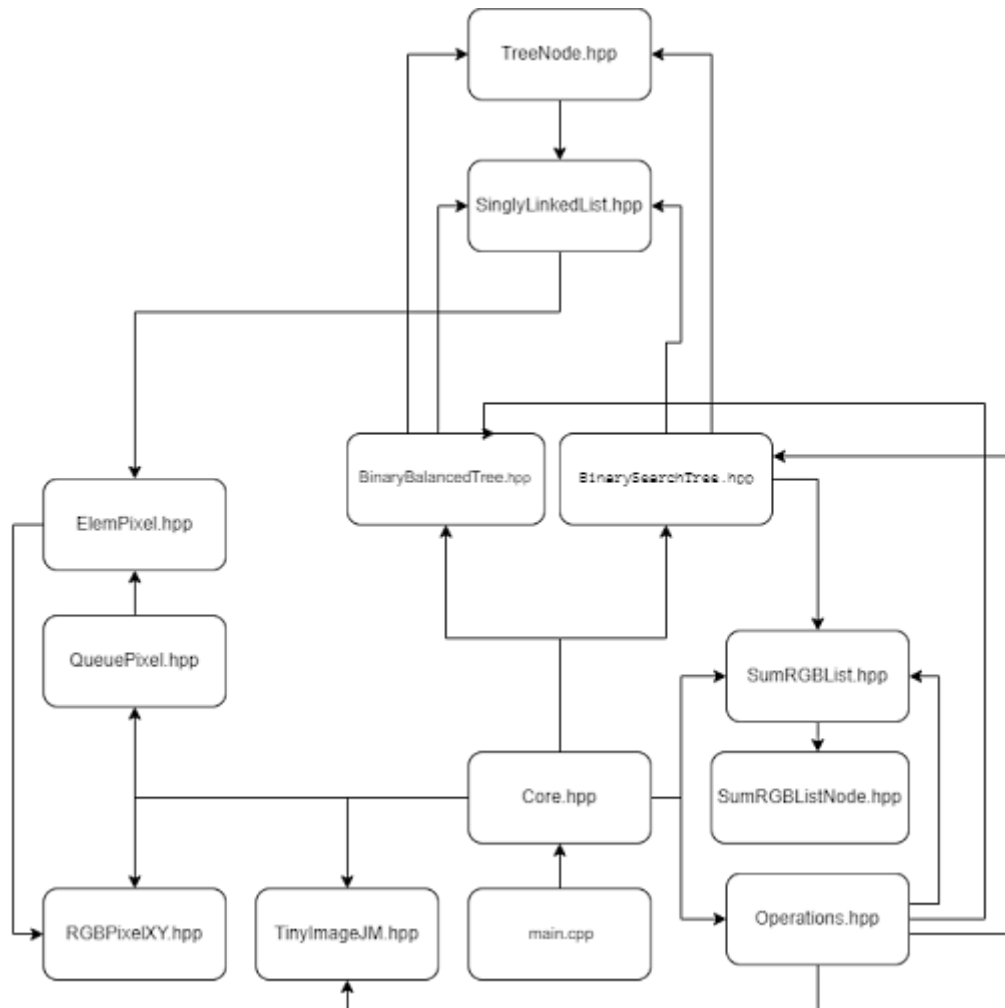 TreeNode.hpp
SinglyLinkedList.hpp
BinaryBalancedTree.hpp
BinarySearchTree.hpp
ElemPixel.hpp
QueuePixel.hpp
SumRGBList.hpp
Core.hpp
SumRGBListNode.hpp
RGBPixelXY.hpp
TinyImageJM.hpp
main.cpp
Operations.hpp